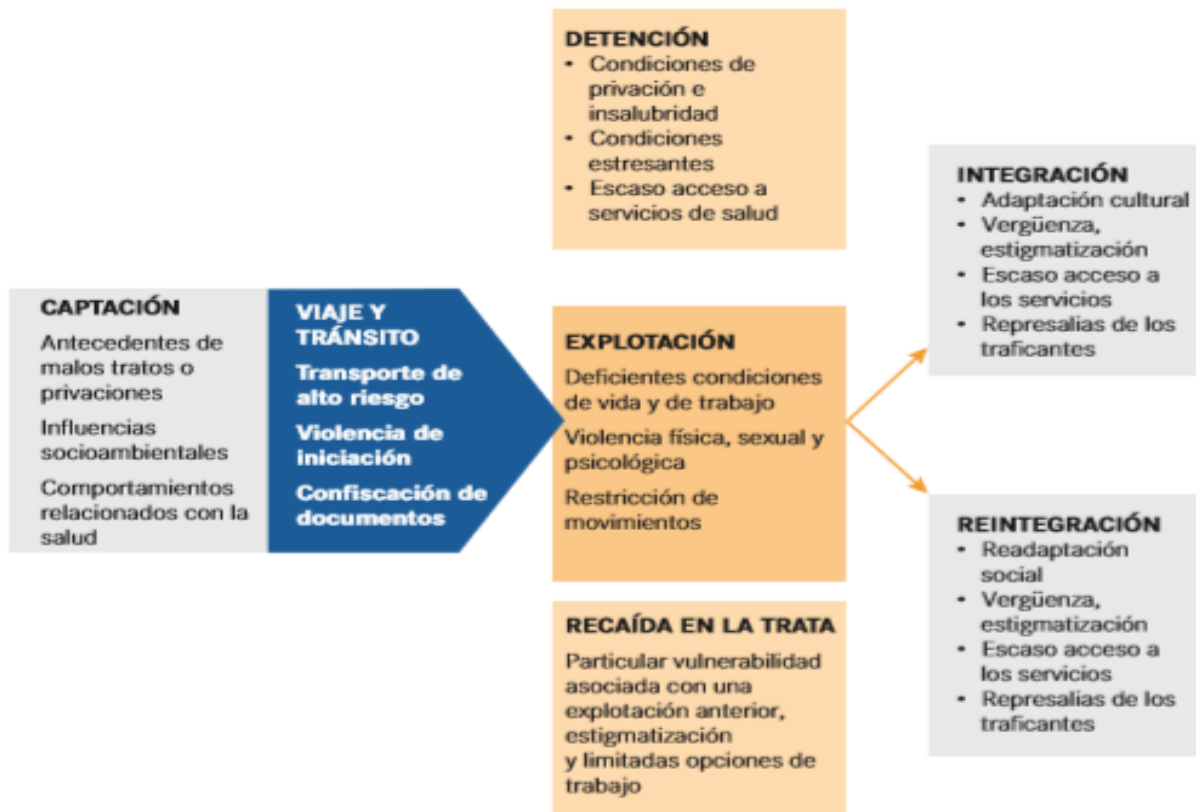 CAPTACIÓN
Antecedentes de
malos tratos o
privaciones
Influencias
socioambientales
Comportamientos
relacionados con la
salud
VIAJE Y
TRÁNSITO
Transporte de
alto riesgo
Violencia de
iniciación
Confiscación de
documentos
DETENCIÓN
• Condiciones de
privación e
insalubridad
• Condiciones
estresantes
• Escaso acceso a
servicios de salud
EXPLOTACIÓN
Deficientes condiciones
de vida y de trabajo
Violencia física, sexual y
psicológica
Restricción de
movimientos
RECAÍDA EN LA TRATA
Particular vulnerabilidad
asociada con una
explotación anterior,
estigmatización
y limitadas opciones de
trabajo
INTEGRACIÓN
• Adaptación cultural
• Vergüenza,
estigmatización
• Escaso acceso a
los servicios
• Represalias de los
traficantes
REINTEGRACIÓN
• Readaptación
social
• Vergüenza,
estigmatización
• Escaso acceso a
los servicios
• Represalias de los
traficantes